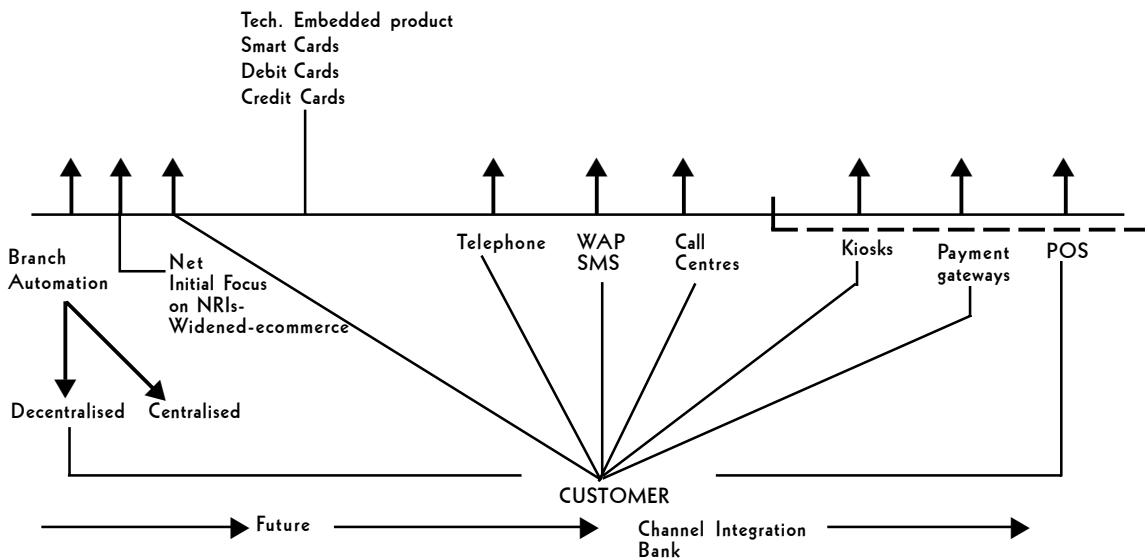 Tech. Embedded product
Smart Cards
Debit Cards
Credit Cards
Branch
Automation
Net
Initial Focus
on NRIs-
Widened-ecommerce
Telephone
WAP
SMS
Call
Centres
Kiosks
Payment
gateways
POS
Decentralised
Centralised
CUSTOMER
Future
Channel Integration
Bank